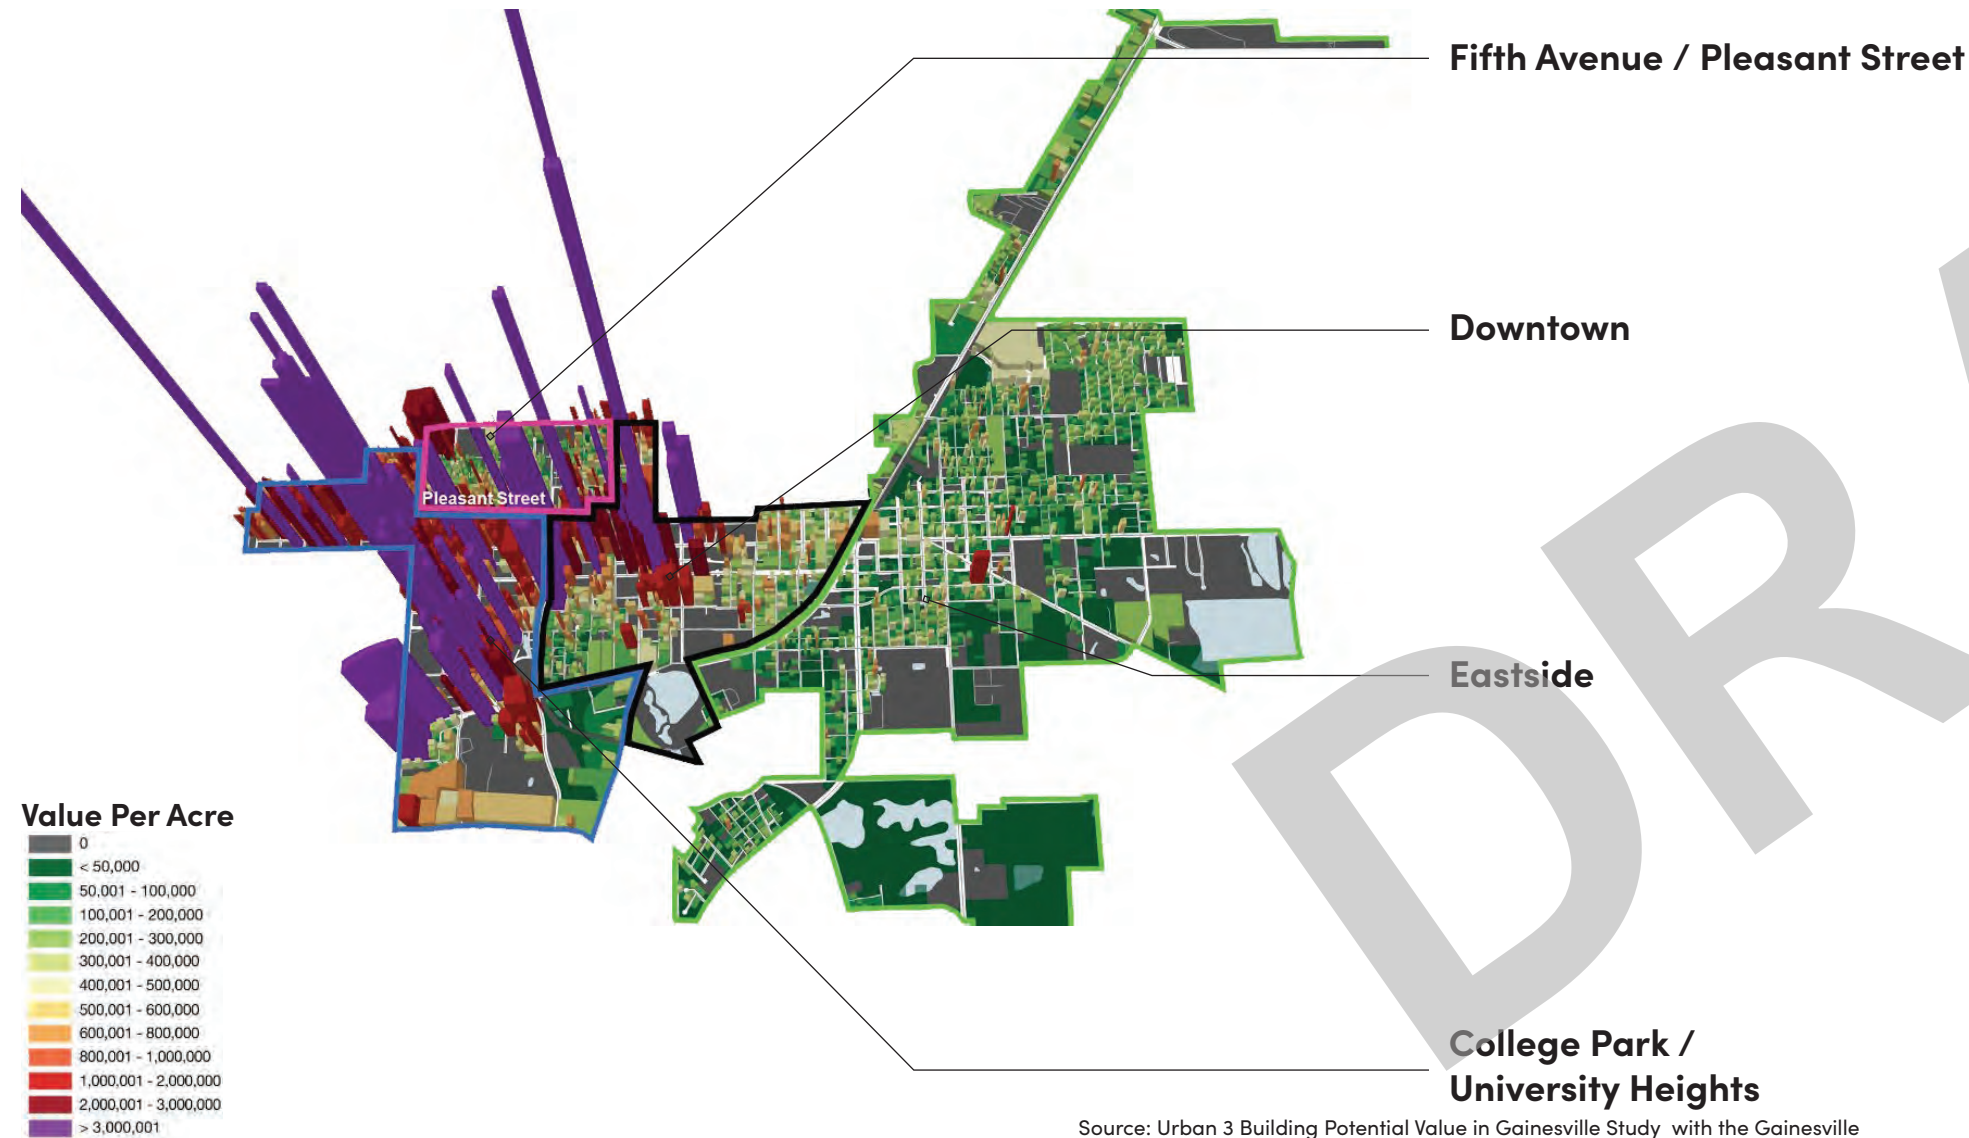 Fifth Avenue / Pleasant Street
Downtown
Pleasant Street
Eastside
Value Per Acre
0
< 50,000
50,001 - 100,000
100,001 - 200,000
200,001 - 300,000
300,001 - 400,000
400,001 - 500,000
500,001 - 600,000
600,001 - 800,000
800,001 - 1,000,000
1,000,001 - 2,000,000
2,000,001 - 3,000,000
> 3,000,001
College Park /
University Heights
Source: Urban 3 Building Potential Value in Gainesville Study with the Gainesville
DR